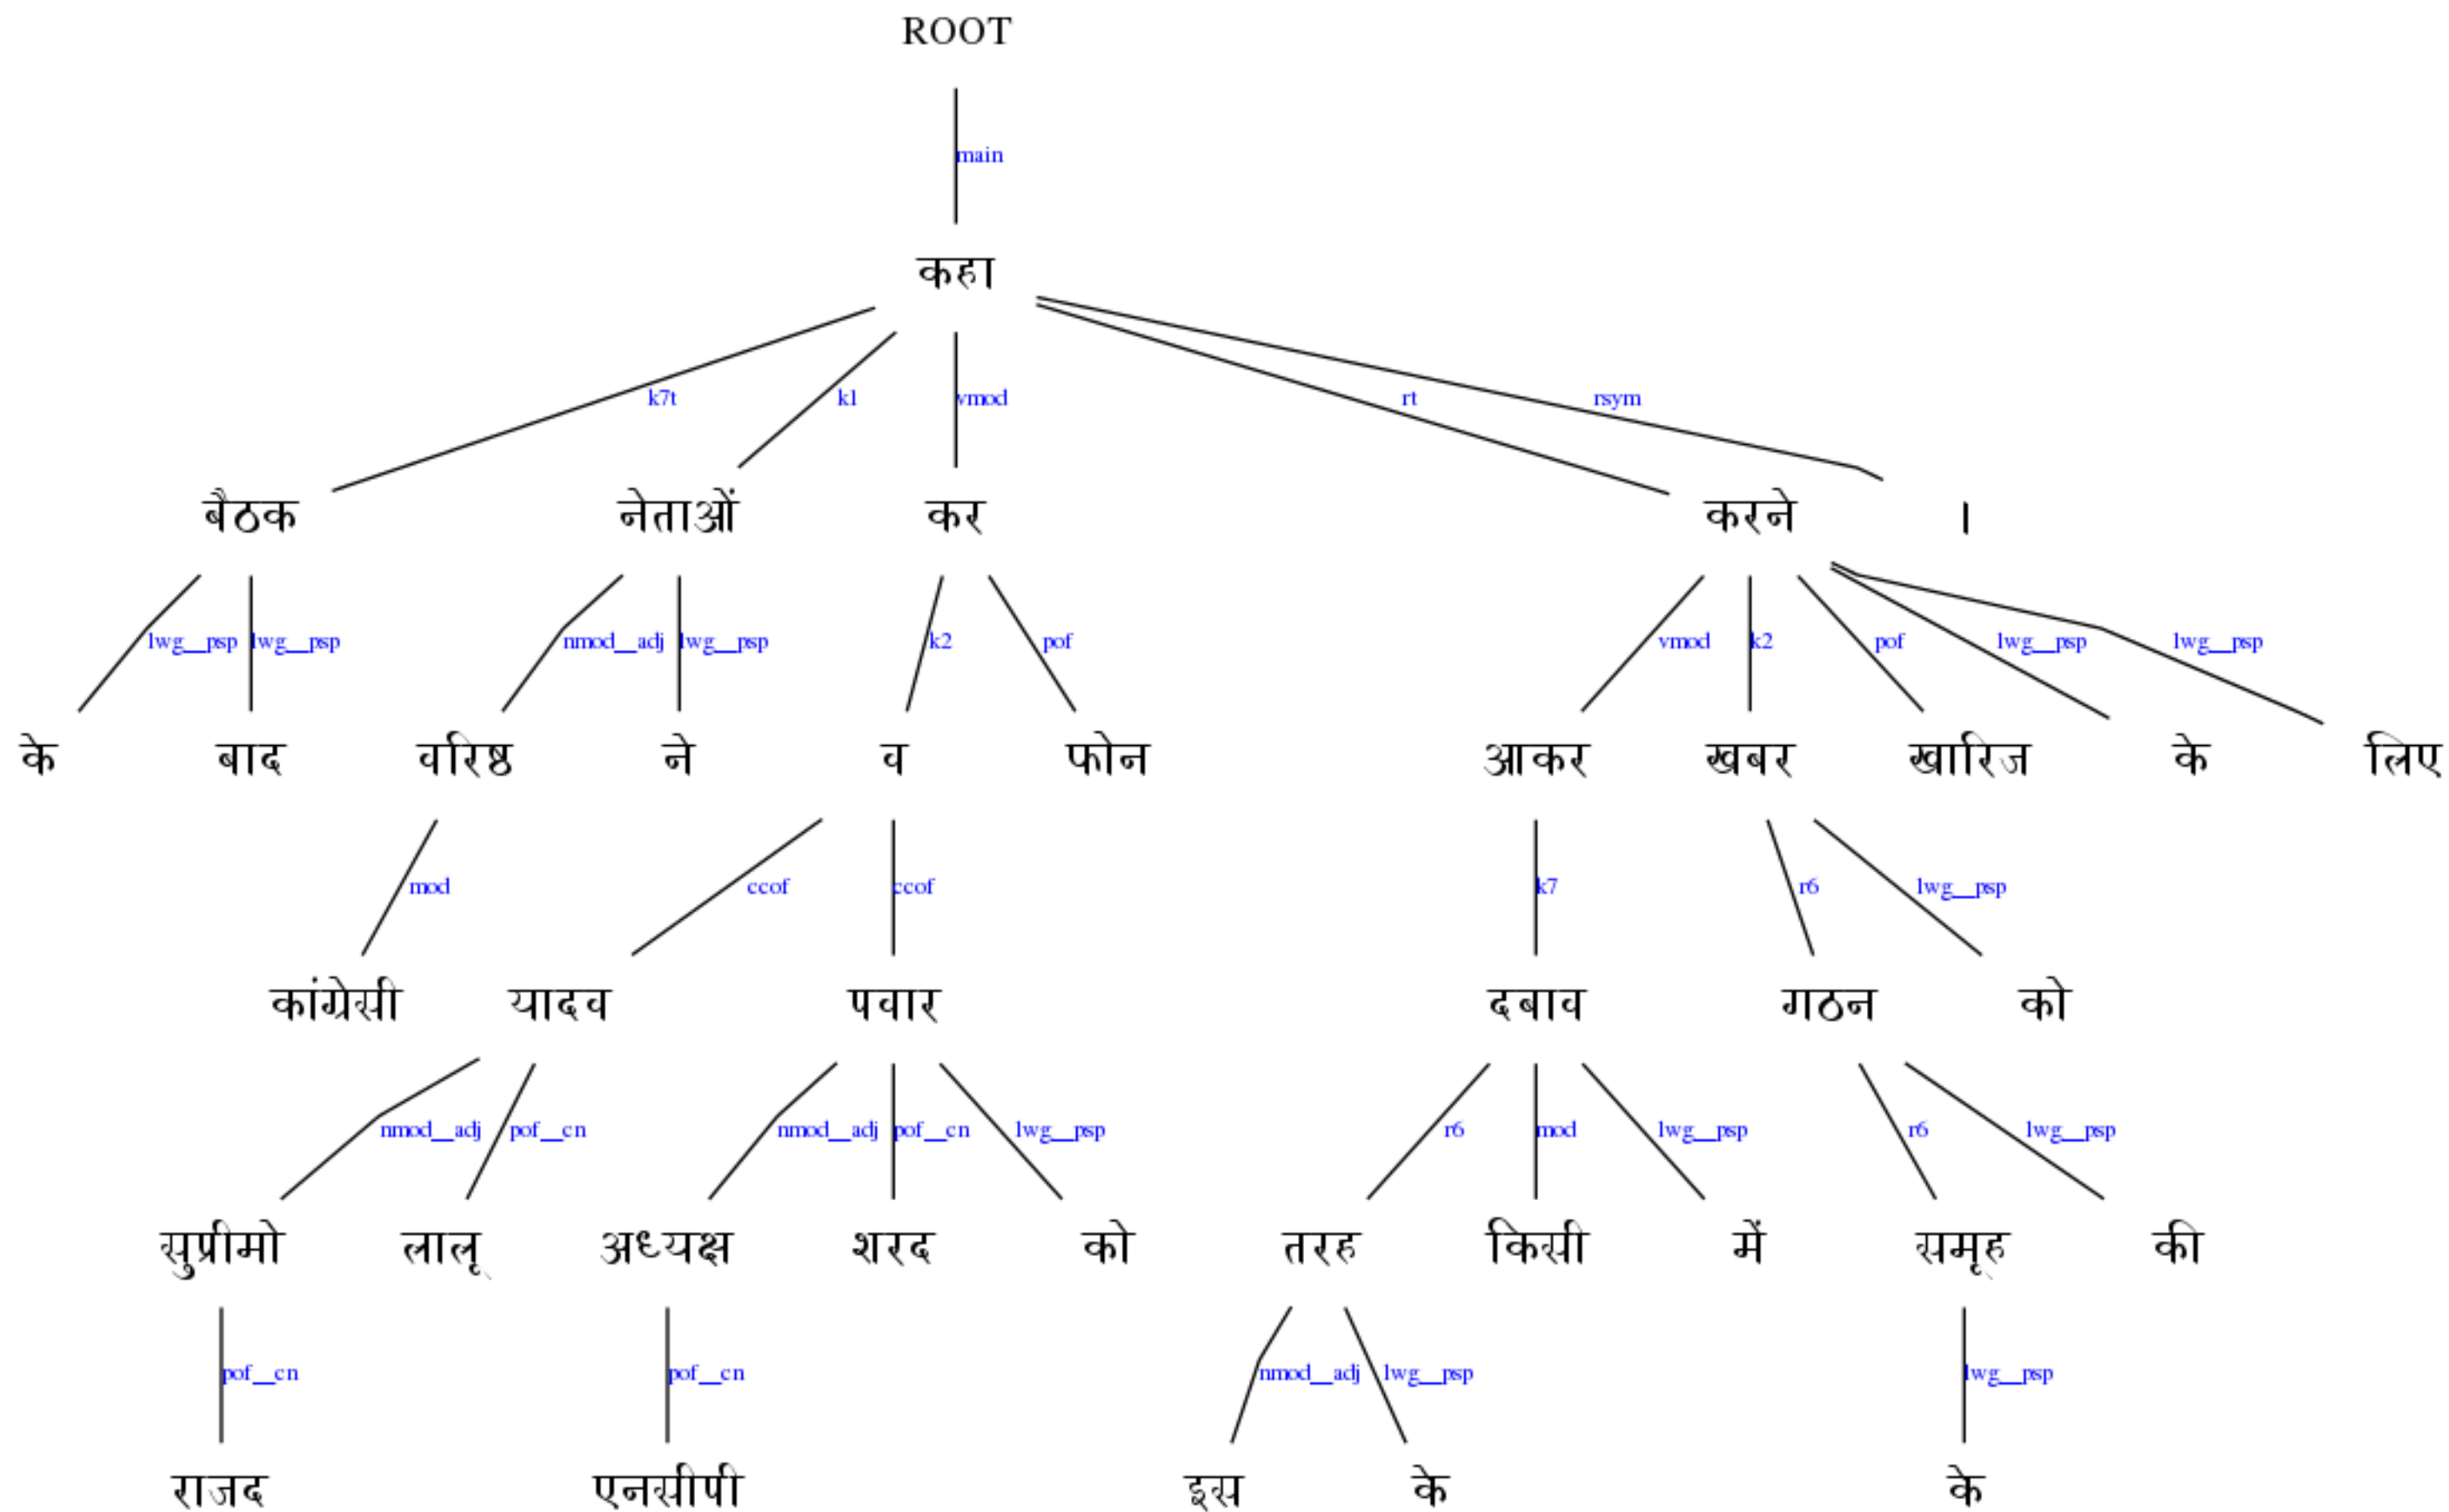 ROOT
main
कहा
k7t k1 vmod rt rsym
बैठक नेताओं कर करने ।
lwg__psp lwg__psp nmod__adj lwg__psp k2 pof vmod k2 pof lwg__psp lwg__psp
के बाद वरिष्ठ ने व फोन आकर खबर खारिज के लिए
mod ccof ccof k7 r6 lwg__psp
कांग्रेसी यादव पवार दबाव गठन को
nmod__adj pof__cn nmod__adj pof__cn lwg__psp r6 mod lwg__psp r6 lwg__psp
सुप्रीमो लालू अध्यक्ष शरद को तरह किसी में समूह की
pof__cn pof__cn nmod__adj lwg__psp lwg__psp
राजद एनसीपी इस के के